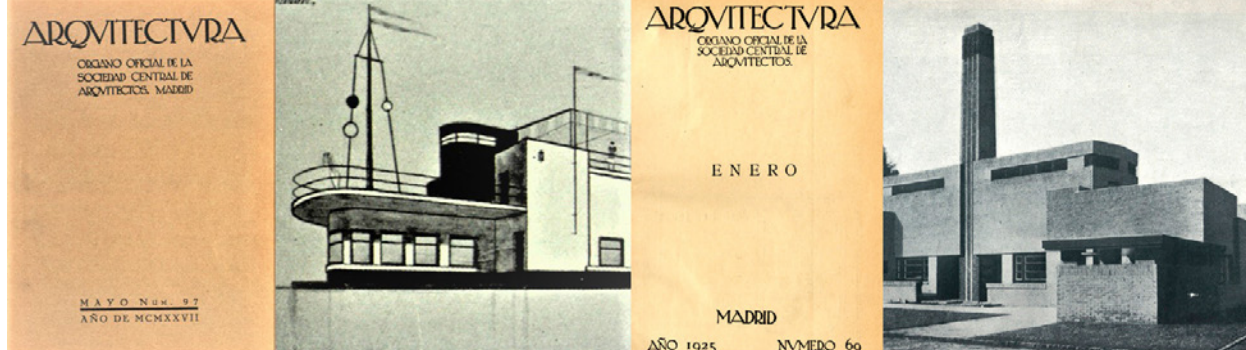 ARQVITECTVRA
ORGANO OFICIAL DE LA
SOCIEDAD CENTRAL DE
ARQVITECTOS. MADRID
MAYO NÚM. 97
AÑO DE MCMXXVII
ARQVITECTVRA
ORGANO OFICIAL DE LA
SOCIEDAD CENTRAL DE
ARQVITECTOS.
ENERO
MADRID
AÑO 1925 NVMERO 69